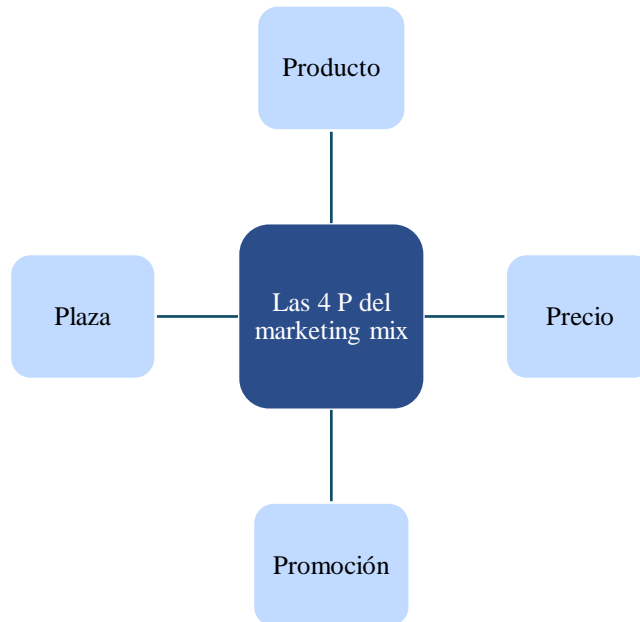 Producto
Plaza
Las 4 P del
marketing mix
Precio
Promoción